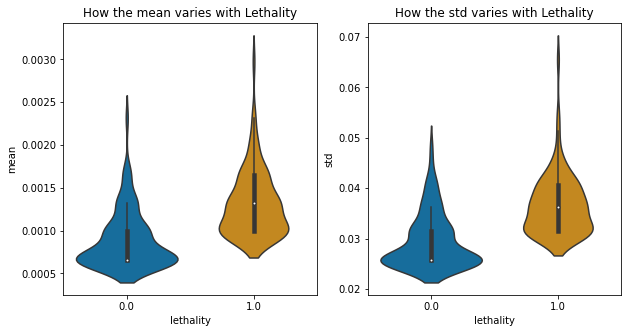 How the mean varies with Lethality
mean
0.0030
0.0025
0.0020
0.0015
0.0010
0.0005
0.0
1.0
lethality
How the std varies with Lethality
std
0.07
0.06
0.05
0.04
0.03
0.02
0.0
1.0
lethality